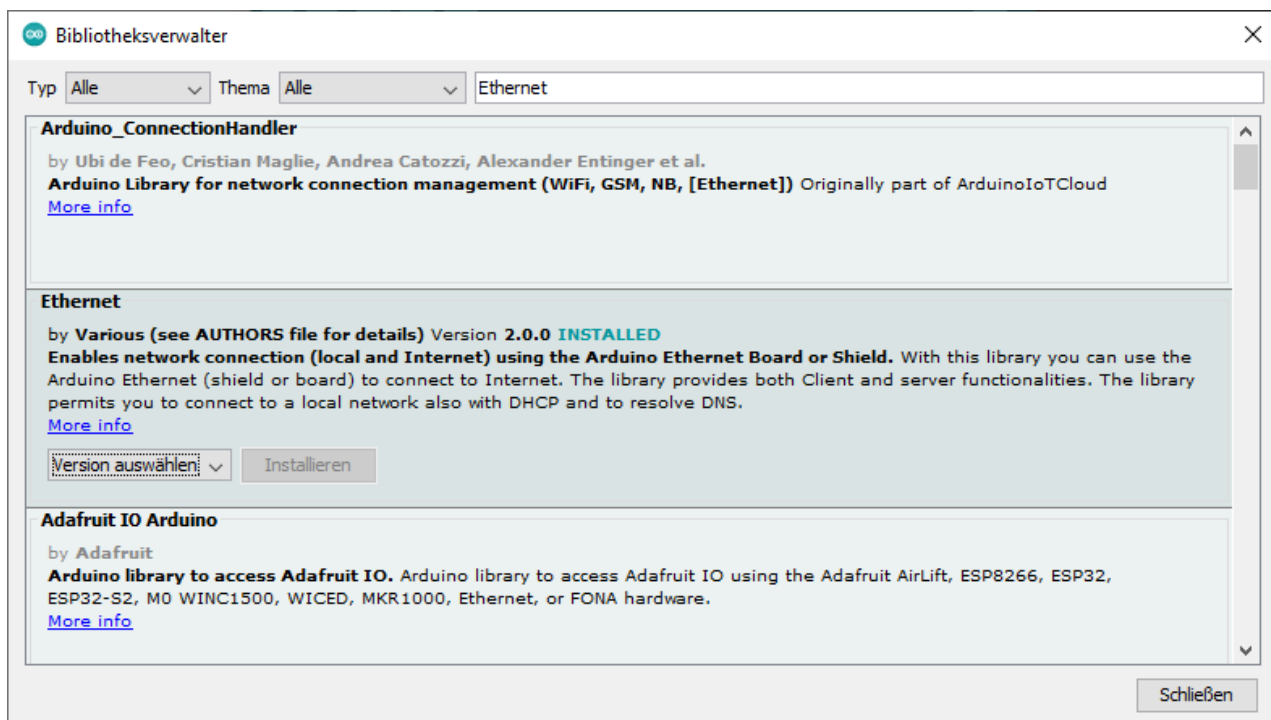 Bibliotheksverwalter
Typ Alle Thema Alle Ethernet
Arduino_ConnectionHandler
by Ubi de Feo, Cristian Maglie, Andrea Catozzi, Alexander Entinger et al.
Arduino Library for network connection management (WiFi, GSM, NB, [Ethernet]) Originally part of ArduinoIoTCloud
More info
Ethernet
by Various (see AUTHORS file for details) Version 2.0.0 INSTALLED
Enables network connection (local and Internet) using the Arduino Ethernet Board or Shield. With this library you can use the
Arduino Ethernet (shield or board) to connect to Internet. The library provides both Client and server functionalities. The library
permits you to connect to a local network also with DHCP and to resolve DNS.
More info
Version auswählen Installieren
Adafruit IO Arduino
by Adafruit
Arduino library to access Adafruit IO. Arduino library to access Adafruit IO using the Adafruit AirLift, ESP8266, ESP32,
ESP32-S2, M0 WINC1500, WICED, MKR1000, Ethernet, or FONA hardware.
More info
Schließen